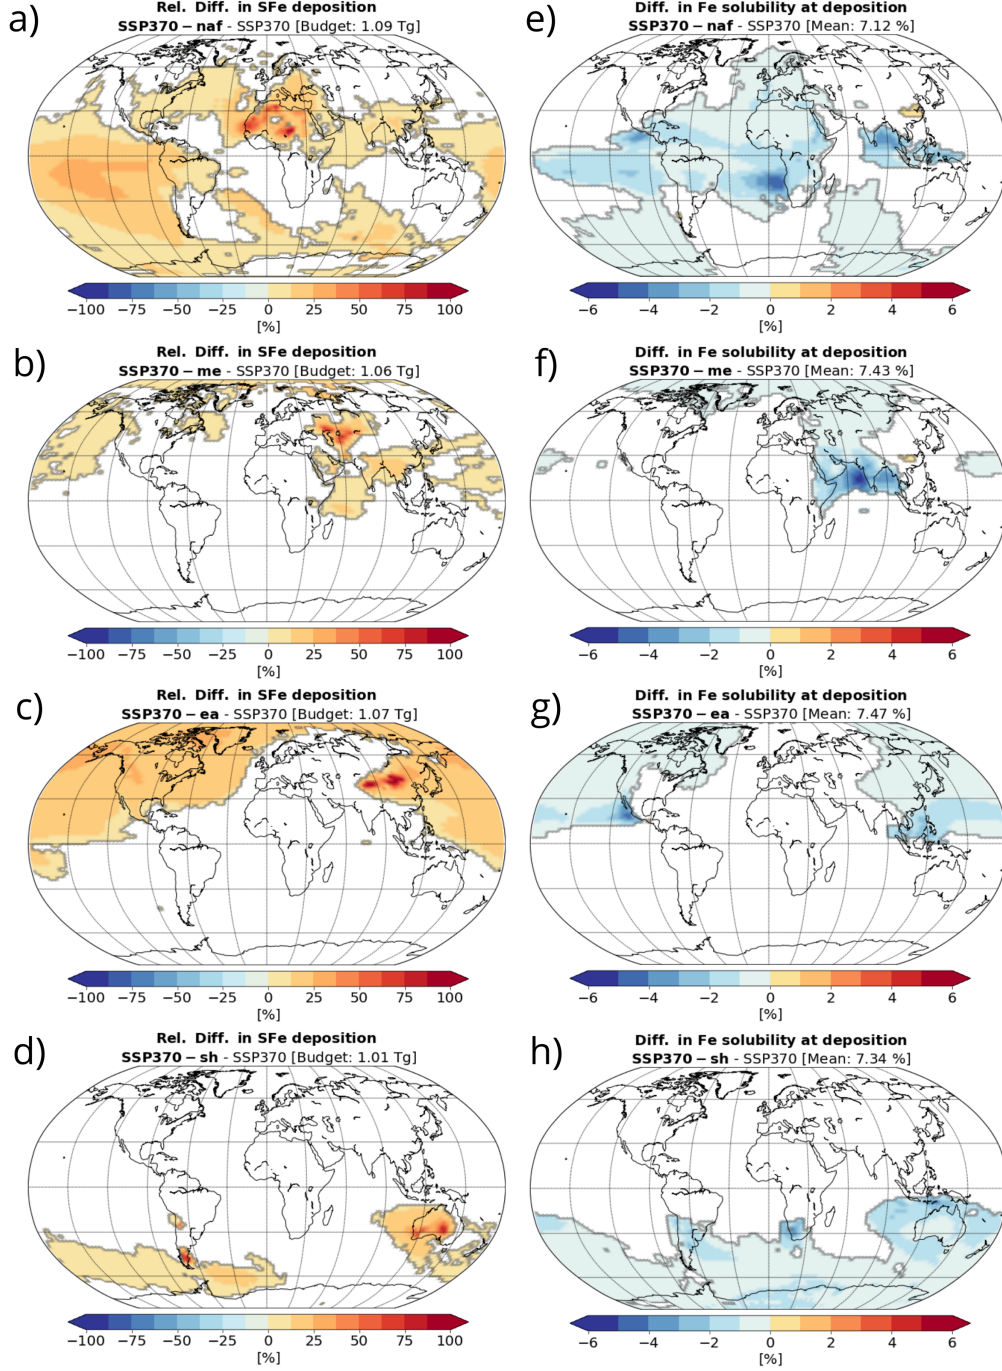 a)
Rel. Diff. in SFe deposition
SSP370−naf - SSP370 [Budget: 1.09 Tg]
−100 −75 −50 −25 0 25 50 75 100
[%]
e)
Diff. in Fe solubility at deposition
SSP370−naf - SSP370 [Mean: 7.12 %]
−6 −4 −2 0 2 4 6
[%]
b)
Rel. Diff. in SFe deposition
SSP370−me - SSP370 [Budget: 1.06 Tg]
−100 −75 −50 −25 0 25 50 75 100
[%]
f)
Diff. in Fe solubility at deposition
SSP370−me - SSP370 [Mean: 7.43 %]
−6 −4 −2 0 2 4 6
[%]
c)
Rel. Diff. in SFe deposition
SSP370−ea - SSP370 [Budget: 1.07 Tg]
−100 −75 −50 −25 0 25 50 75 100
[%]
g)
Diff. in Fe solubility at deposition
SSP370−ea - SSP370 [Mean: 7.47 %]
−6 −4 −2 0 2 4 6
[%]
d)
Rel. Diff. in SFe deposition
SSP370−sh - SSP370 [Budget: 1.01 Tg]
−100 −75 −50 −25 0 25 50 75 100
[%]
h)
Diff. in Fe solubility at deposition
SSP370−sh - SSP370 [Mean: 7.34 %]
−6 −4 −2 0 2 4 6
[%]